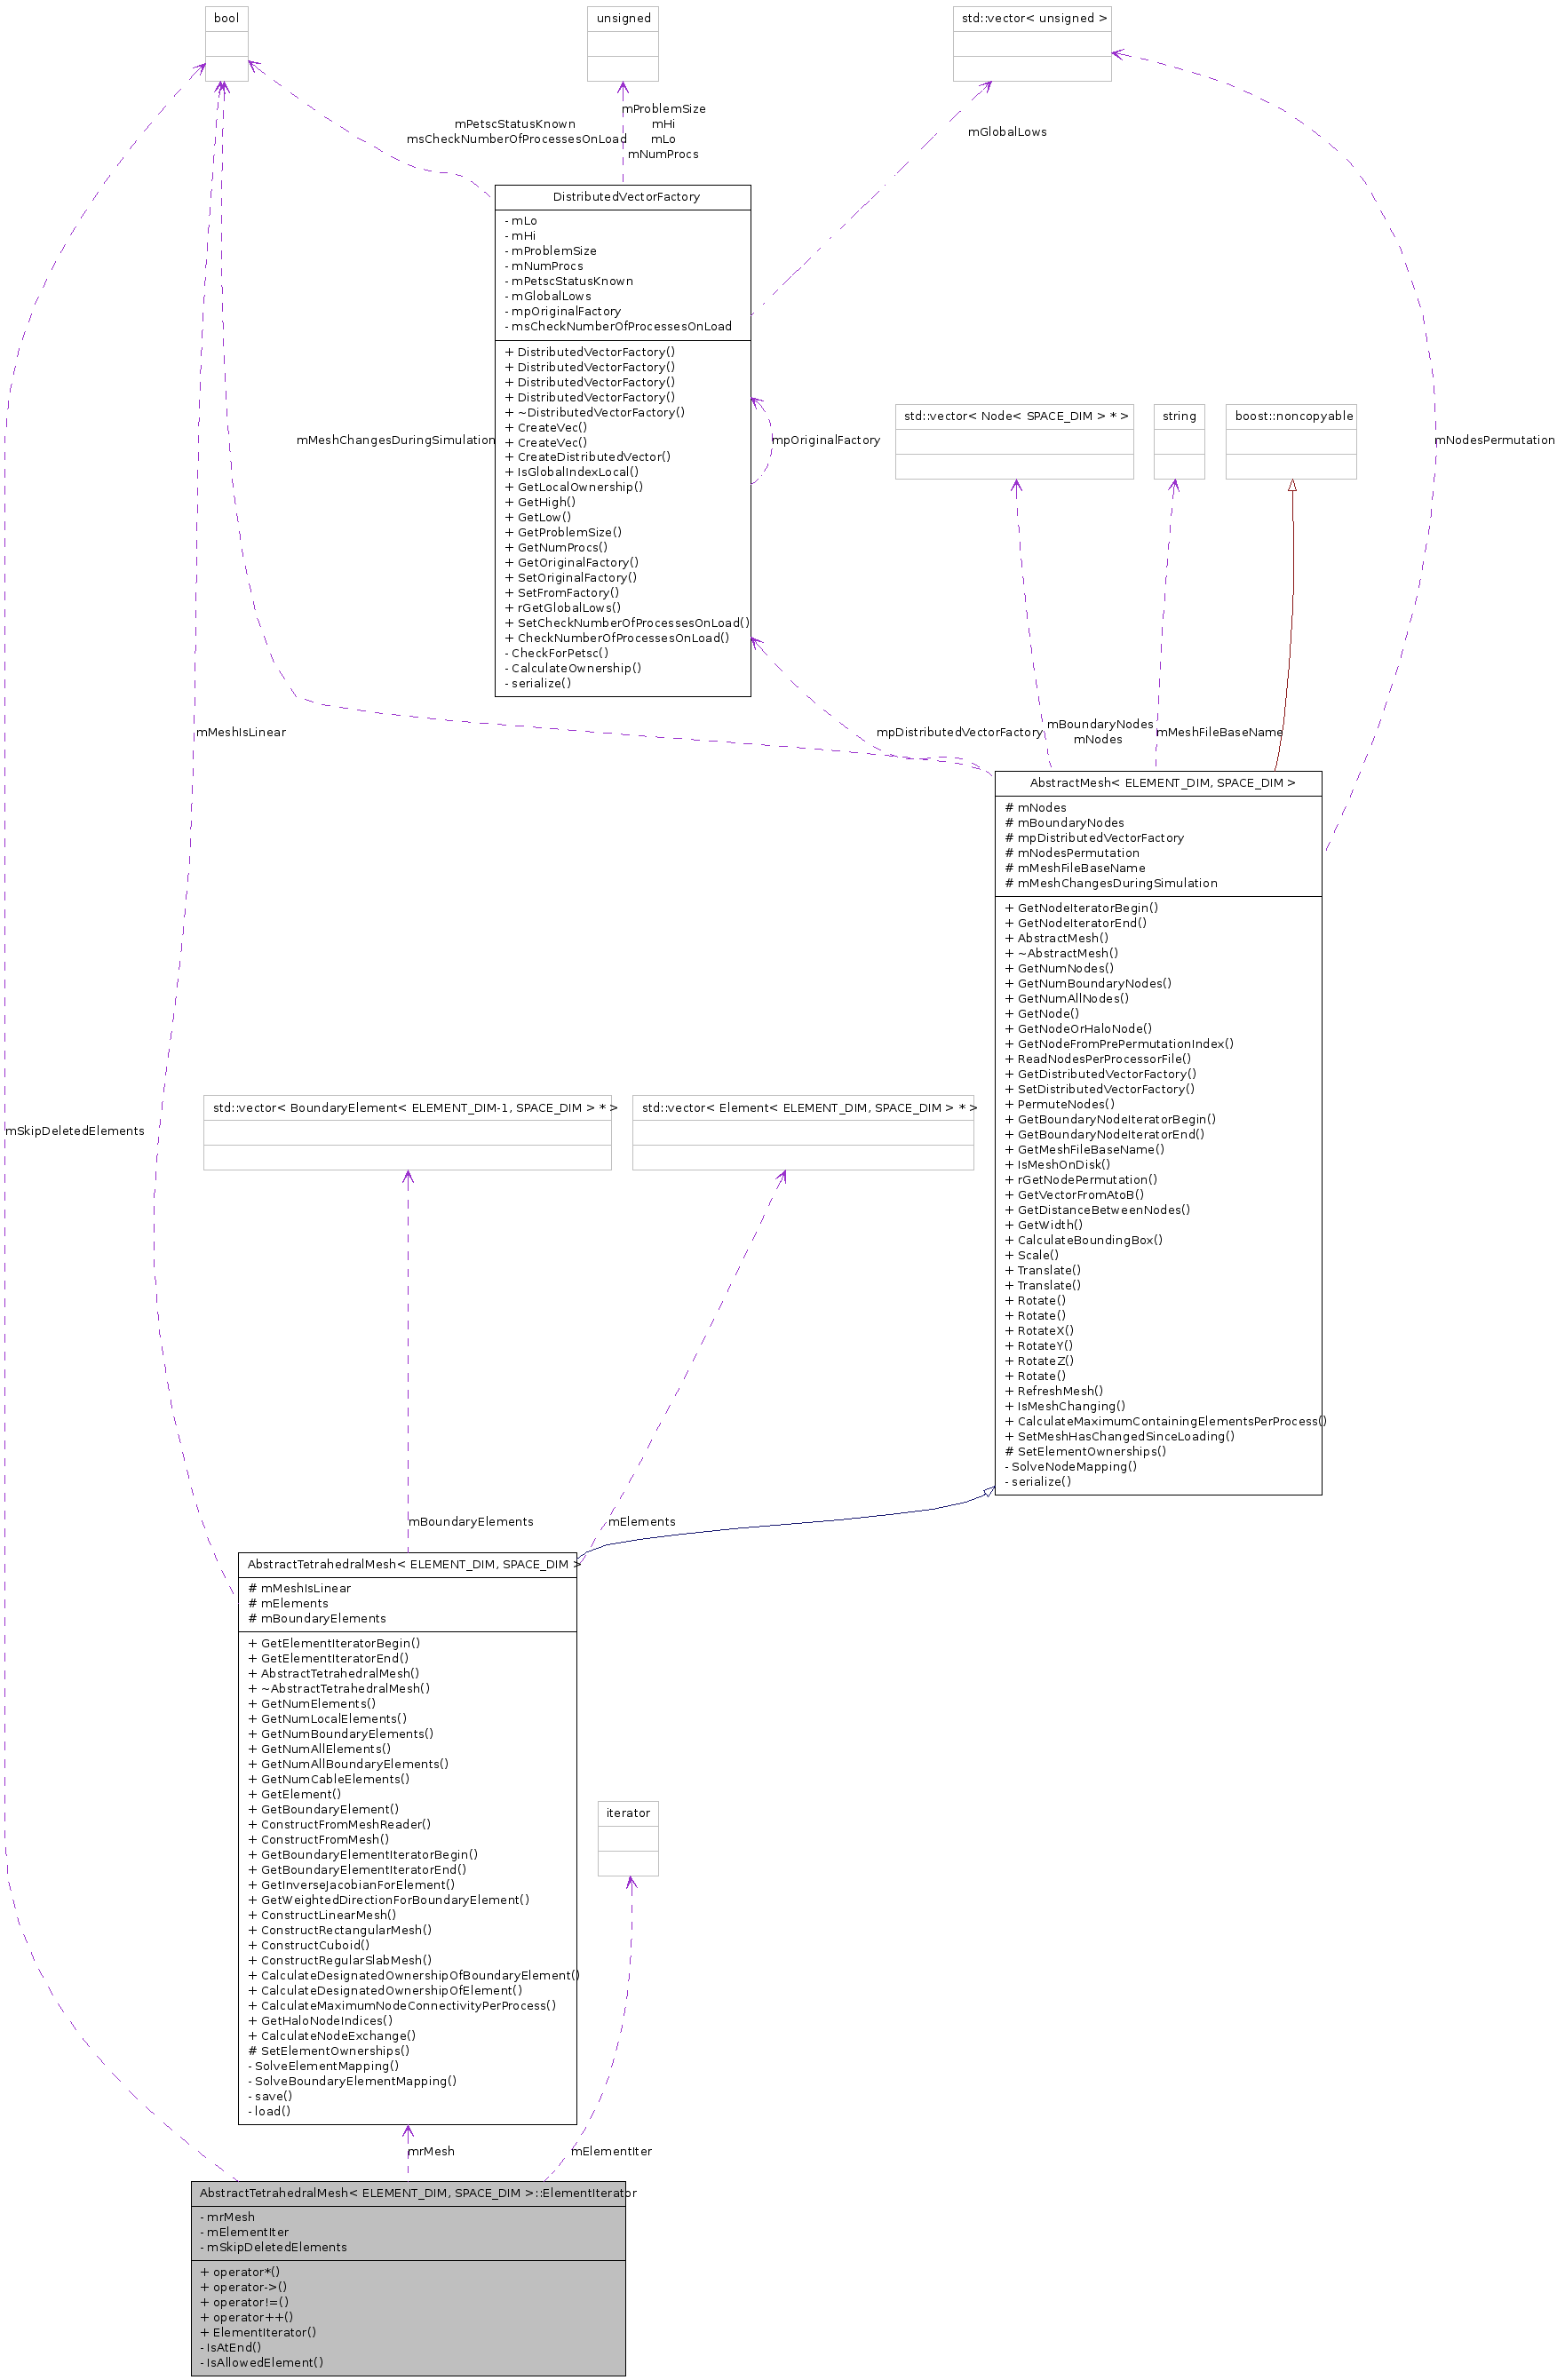 bool
unsigned
std::vector< unsigned >
mProblemSize
mHi
mLo
mNumProcs
mPetscStatusKnown
msCheckNumberOfProcessesOnLoad
mGlobalLows
DistributedVectorFactory
- mLo
- mHi
- mProblemSize
- mNumProcs
- mPetscStatusKnown
- mGlobalLows
- mpOriginalFactory
- msCheckNumberOfProcessesOnLoad
+ DistributedVectorFactory()
+ DistributedVectorFactory()
+ DistributedVectorFactory()
+ DistributedVectorFactory()
+ ~DistributedVectorFactory()
+ CreateVec()
+ CreateVec()
+ CreateDistributedVector()
+ IsGlobalIndexLocal()
+ GetLocalOwnership()
+ GetHigh()
+ GetLow()
+ GetProblemSize()
+ GetNumProcs()
+ GetOriginalFactory()
+ SetOriginalFactory()
+ SetFromFactory()
+ rGetGlobalLows()
+ SetCheckNumberOfProcessesOnLoad()
+ CheckNumberOfProcessesOnLoad()
- CheckForPetsc()
- CalculateOwnership()
- serialize()
std::vector< Node< SPACE_DIM > * >
string
boost::noncopyable
mMeshChangesDuringSimulation
mpOriginalFactory
mNodesPermutation
mMeshIsLinear
mpDistributedVectorFactory
mBoundaryNodes
mNodes
mMeshFileBaseName
AbstractMesh< ELEMENT_DIM, SPACE_DIM >
# mNodes
# mBoundaryNodes
# mpDistributedVectorFactory
# mNodesPermutation
# mMeshFileBaseName
# mMeshChangesDuringSimulation
+ GetNodeIteratorBegin()
+ GetNodeIteratorEnd()
+ AbstractMesh()
+ ~AbstractMesh()
+ GetNumNodes()
+ GetNumBoundaryNodes()
+ GetNumAllNodes()
+ GetNode()
+ GetNodeOrHaloNode()
+ GetNodeFromPrePermutationIndex()
+ ReadNodesPerProcessorFile()
+ GetDistributedVectorFactory()
+ SetDistributedVectorFactory()
+ PermuteNodes()
+ GetBoundaryNodeIteratorBegin()
+ GetBoundaryNodeIteratorEnd()
+ GetMeshFileBaseName()
+ IsMeshOnDisk()
+ rGetNodePermutation()
+ GetVectorFromAtoB()
+ GetDistanceBetweenNodes()
+ GetWidth()
+ CalculateBoundingBox()
+ Scale()
+ Translate()
+ Translate()
+ Rotate()
+ Rotate()
+ RotateX()
+ RotateY()
+ RotateZ()
+ Rotate()
+ RefreshMesh()
+ IsMeshChanging()
+ CalculateMaximumContainingElementsPerProcess()
+ SetMeshHasChangedSinceLoading()
# SetElementOwnerships()
- SolveNodeMapping()
- serialize()
std::vector< BoundaryElement< ELEMENT_DIM-1, SPACE_DIM > * >
std::vector< Element< ELEMENT_DIM, SPACE_DIM > * >
mSkipDeletedElements
mBoundaryElements
mElements
AbstractTetrahedralMesh< ELEMENT_DIM, SPACE_DIM >
# mMeshIsLinear
# mElements
# mBoundaryElements
+ GetElementIteratorBegin()
+ GetElementIteratorEnd()
+ AbstractTetrahedralMesh()
+ ~AbstractTetrahedralMesh()
+ GetNumElements()
+ GetNumLocalElements()
+ GetNumBoundaryElements()
+ GetNumAllElements()
+ GetNumAllBoundaryElements()
+ GetNumCableElements()
+ GetElement()
+ GetBoundaryElement()
+ ConstructFromMeshReader()
+ ConstructFromMesh()
+ GetBoundaryElementIteratorBegin()
+ GetBoundaryElementIteratorEnd()
+ GetInverseJacobianForElement()
+ GetWeightedDirectionForBoundaryElement()
+ ConstructLinearMesh()
+ ConstructRectangularMesh()
+ ConstructCuboid()
+ ConstructRegularSlabMesh()
+ CalculateDesignatedOwnershipOfBoundaryElement()
+ CalculateDesignatedOwnershipOfElement()
+ CalculateMaximumNodeConnectivityPerProcess()
+ GetHaloNodeIndices()
+ CalculateNodeExchange()
# SetElementOwnerships()
- SolveElementMapping()
- SolveBoundaryElementMapping()
- save()
- load()
iterator
mrMesh
mElementIter
AbstractTetrahedralMesh< ELEMENT_DIM, SPACE_DIM >::ElementIterator
- mrMesh
- mElementIter
- mSkipDeletedElements
+ operator*()
+ operator->()
+ operator!=()
+ operator++()
+ ElementIterator()
- IsAtEnd()
- IsAllowedElement()